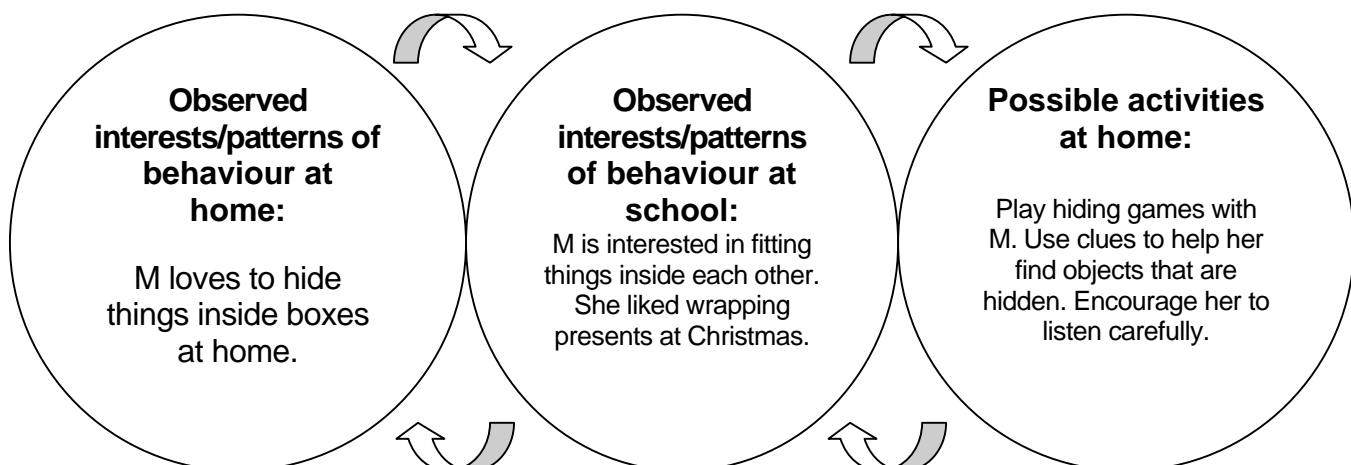 Observed
interests/patterns of
behaviour at
home:
M loves to hide
things inside boxes
at home.
Observed
interests/patterns
of behaviour at
school:
M is interested in fitting
things inside each other.
She liked wrapping
presents at Christmas.
Possible activities
at home:
Play hiding games with
M. Use clues to help her
find objects that are
hidden. Encourage her to
listen carefully.